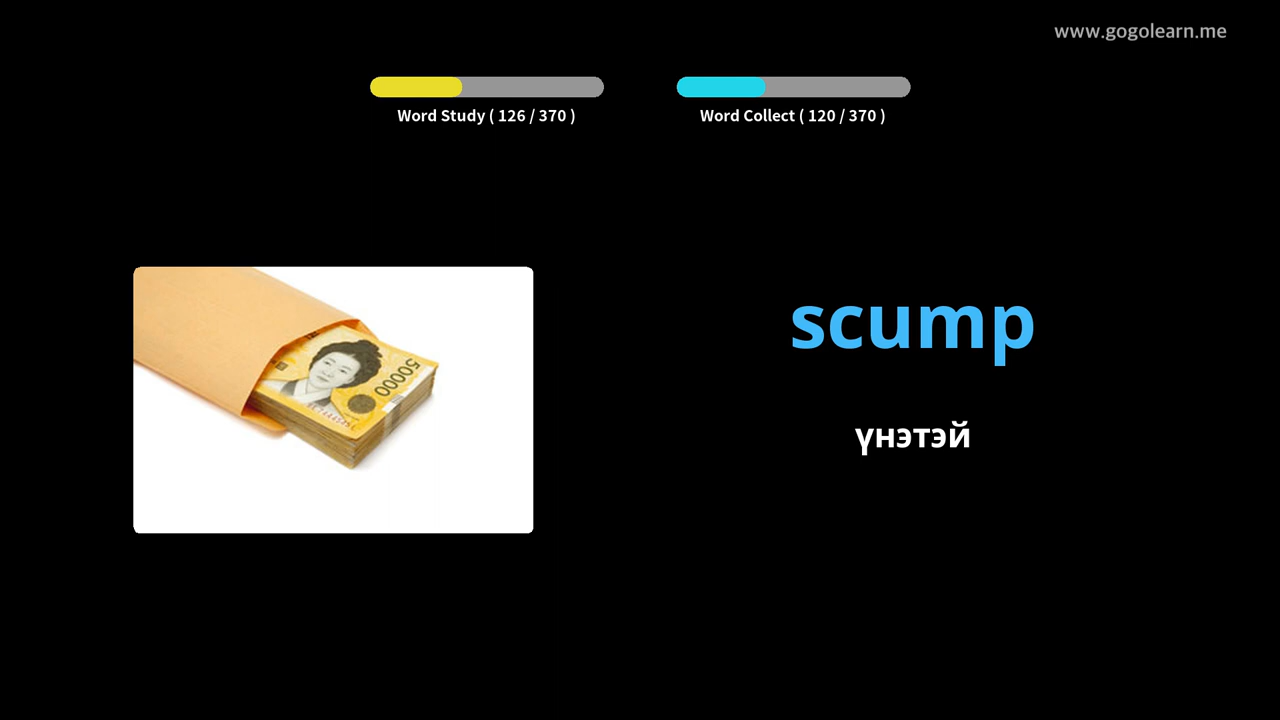 www.gogolearn.me
Word Study ( 126 / 370 )
Word Collect ( 120 / 370 )
50000
scump
үнэтэй